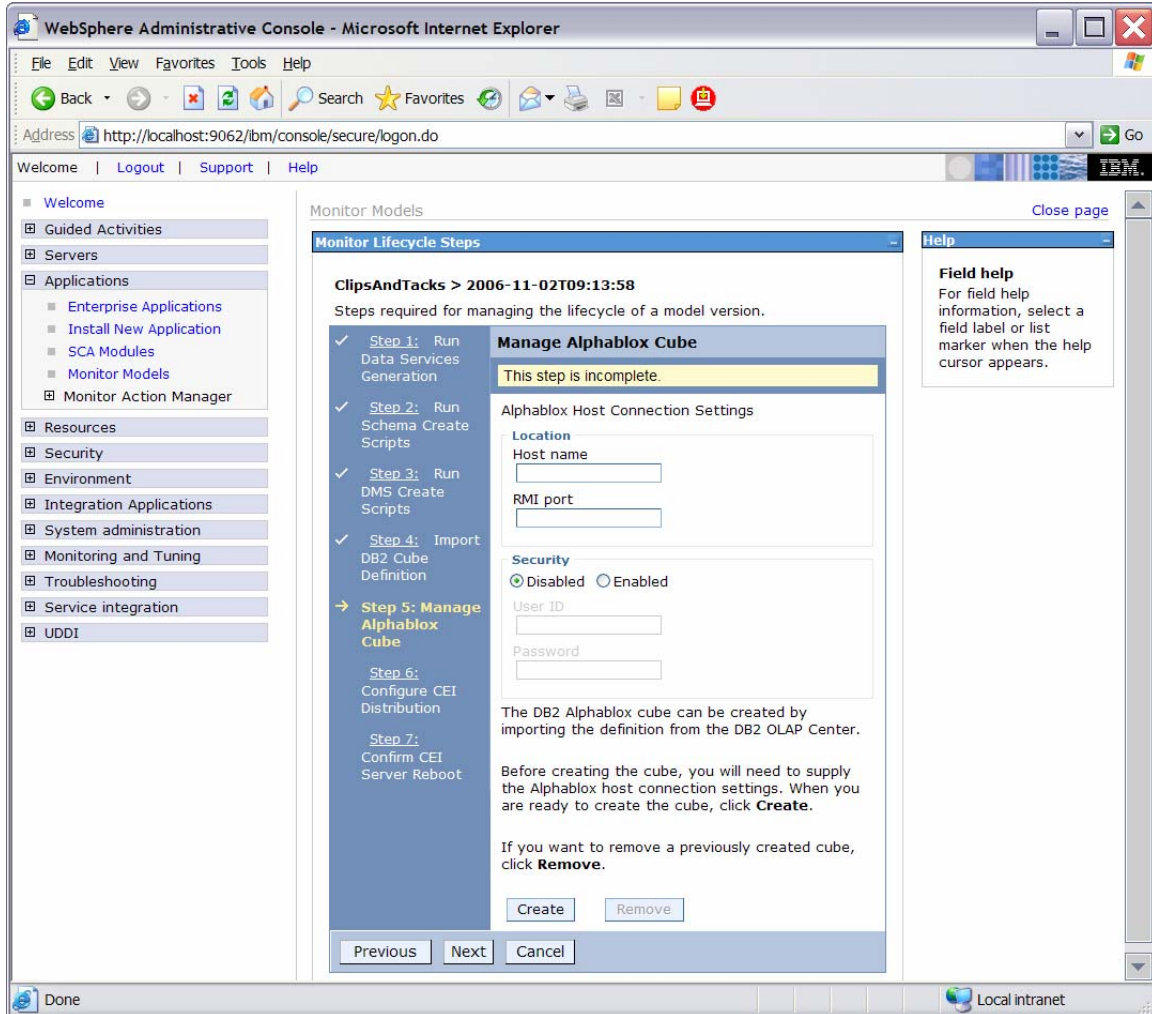 WebSphere Administrative Console - Microsoft Internet Explorer
File Edit View Favorites Tools Help
Back Search Favorites
Address http://localhost:9062/ibm/console/secure/logon.do Go
Welcome | Logout | Support | Help IBM.
Welcome
Guided Activities
Servers
Applications
Enterprise Applications
Install New Application
SCA Modules
Monitor Models
Monitor Action Manager
Resources
Security
Environment
Integration Applications
System administration
Monitoring and Tuning
Troubleshooting
Service integration
UDDI
Monitor Models Close page
Monitor Lifecycle Steps
ClipsAndTacks > 2006-11-02T09:13:58
Steps required for managing the lifecycle of a model version.
Step 1: Run
Data Services
Generation
Step 2: Run
Schema Create
Scripts
Step 3: Run
DMS Create
Scripts
Step 4: Import
DB2 Cube
Definition
Step 5: Manage
Alphablox
Cube
Step 6:
Configure CEI
Distribution
Step 7:
Confirm CEI
Server Reboot
Manage Alphablox Cube
This step is incomplete.
Alphablox Host Connection Settings
Location
Host name
RMI port
Security
Disabled Enabled
User ID
Password
The DB2 Alphablox cube can be created by
importing the definition from the DB2 OLAP Center.
Before creating the cube, you will need to supply
the Alphablox host connection settings. When you
are ready to create the cube, click Create.
If you want to remove a previously created cube,
click Remove.
Create Remove
Previous Next Cancel
Help
Field help
For field help
information, select a
field label or list
marker when the help
cursor appears.
Done Local intranet